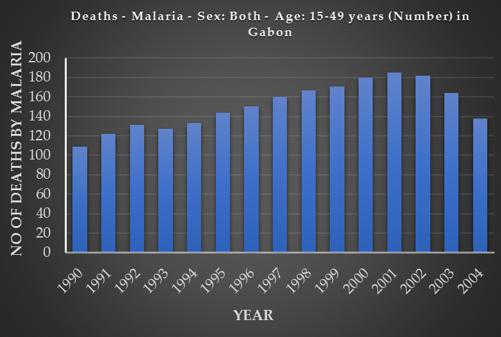 Deaths - Malaria - Sex: Both - Age: 15-49 years (Number) in
Gabon
NO OF DEATHS BY MALARIA
200
180
160
140
120
100
80
60
40
20
0
1990 1991 1992 1993 1994 1995 1996 1997 1998 1999 2000 2001 2002 2003 2004
YEAR